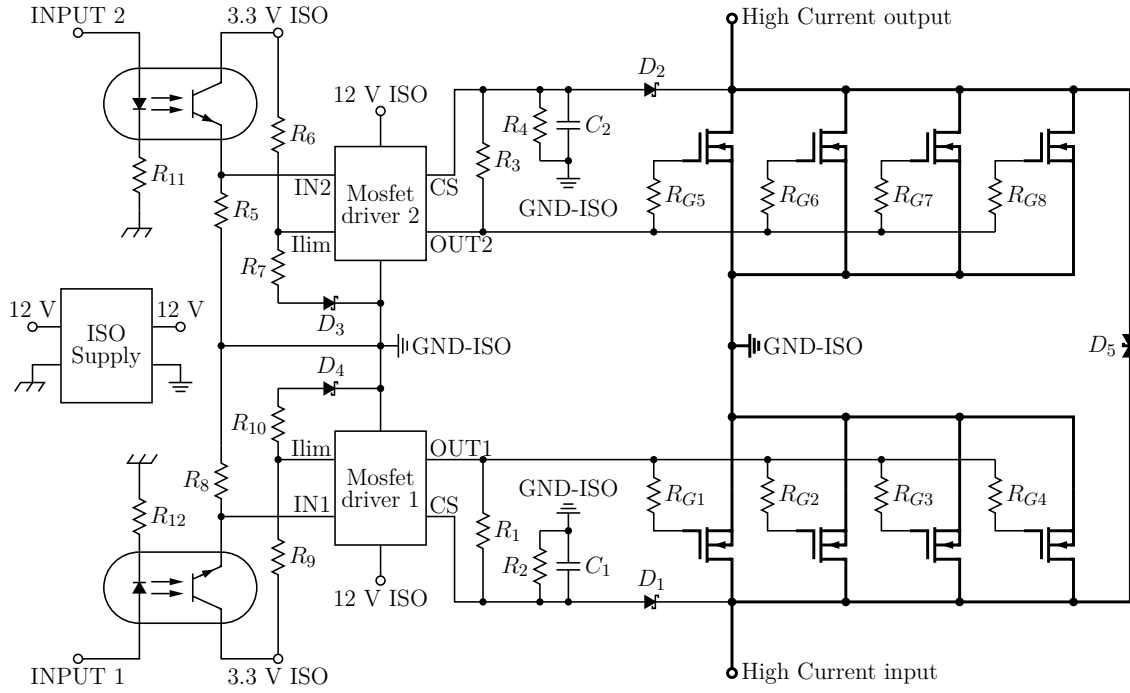 INPUT 2
3.3 V ISO
High Current output
12 V ISO
D2
R6
R4
C2
R3
R11
IN2
CS
Mosfet
driver 2
R5
GND-ISO
RG5
RG6
RG7
RG8
Ilim
OUT2
R7
D3
12 V
12 V
ISO
Supply
GND-ISO
GND-ISO
D5
D4
R10
Ilim
OUT1
Mosfet
driver 1
R8
IN1
CS
GND-ISO
RG1
RG2
RG3
RG4
R12
R9
R1
R2
C1
D1
12 V ISO
INPUT 1
3.3 V ISO
High Current input